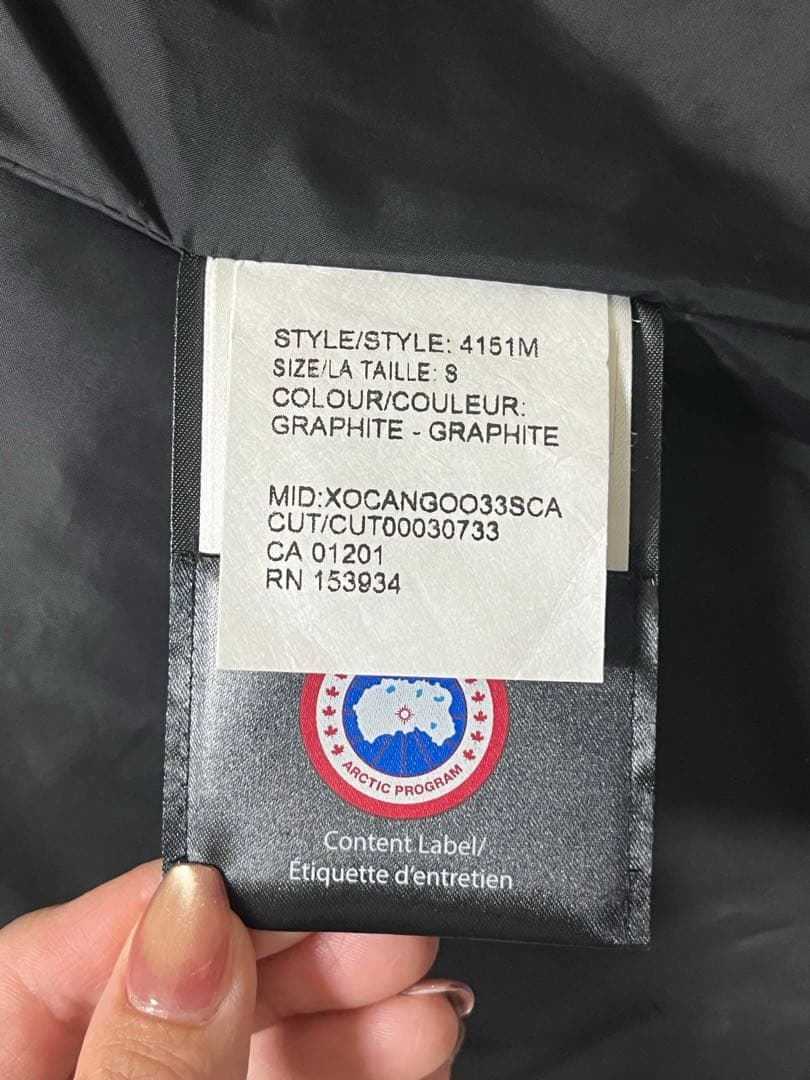 STYLE/STYLE: 4151M
SIZE/LA TAILLE: S
COLOUR/COULEUR:
GRAPHITE - GRAPHITE
MID:XOCANGOO33SCA
CUT/CUT00030733
CA 01201
RN 153934
ARCTIC PROGRAM
Content Label/
Étiquette d'entretien